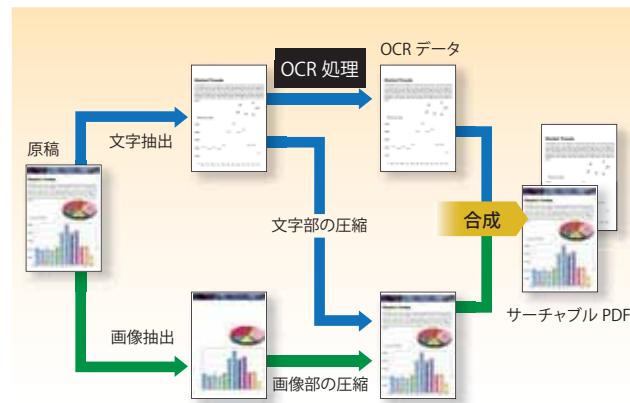 OCR データ
OCR 処理
文字抽出
原稿
文字部の圧縮
合成
サーチャブル PDF
画像抽出
画像部の圧縮